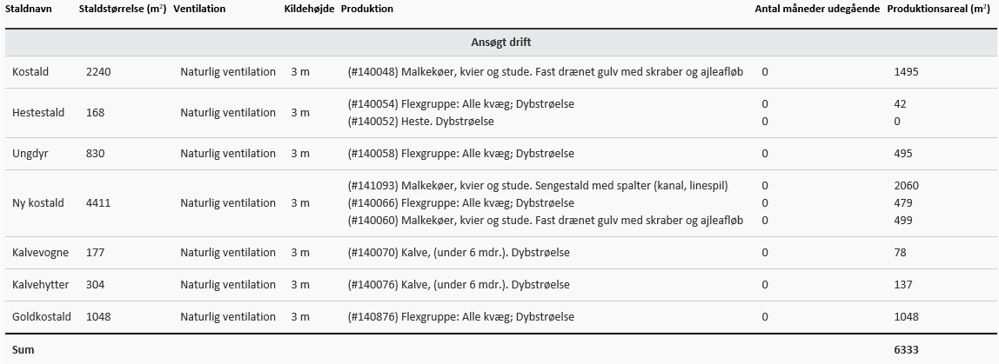 Staldnavn Staldstørrelse (m²) Ventilation Kildehøjde Produktion Antal måneder udegående Produktionsareal (m²)
Ansøgt drift
Kostald 2240 Naturlig ventilation 3 m (#140048) Malkekøer, kvier og stude. Fast drænet gulv med skraber og ajleafløb 0 1495
Hestestald 168 Naturlig ventilation 3 m (#140054) Flexgruppe: Alle kvæg; Dybstrøelse 0 42
(#140052) Heste. Dybstrøelse 0 0
Ungdyr 830 Naturlig ventilation 3 m (#140058) Flexgruppe: Alle kvæg; Dybstrøelse 0 495
(#141093) Malkekøer, kvier og stude. Sengestald med spalter (kanal, linespil) 0 2060
Ny kostald 4411 Naturlig ventilation 3 m (#140066) Flexgruppe: Alle kvæg; Dybstrøelse 0 479
(#140060) Malkekøer, kvier og stude. Fast drænet gulv med skraber og ajleafløb 0 499
Kalvevogne 177 Naturlig ventilation 3 m (#140070) Kalve, (under 6 mdr.). Dybstrøelse 0 78
Kalvehytter 304 Naturlig ventilation 3 m (#140076) Kalve, (under 6 mdr.). Dybstrøelse 0 137
Goldkostald 1048 Naturlig ventilation 3 m (#140876) Flexgruppe: Alle kvæg; Dybstrøelse 0 1048
Sum 6333